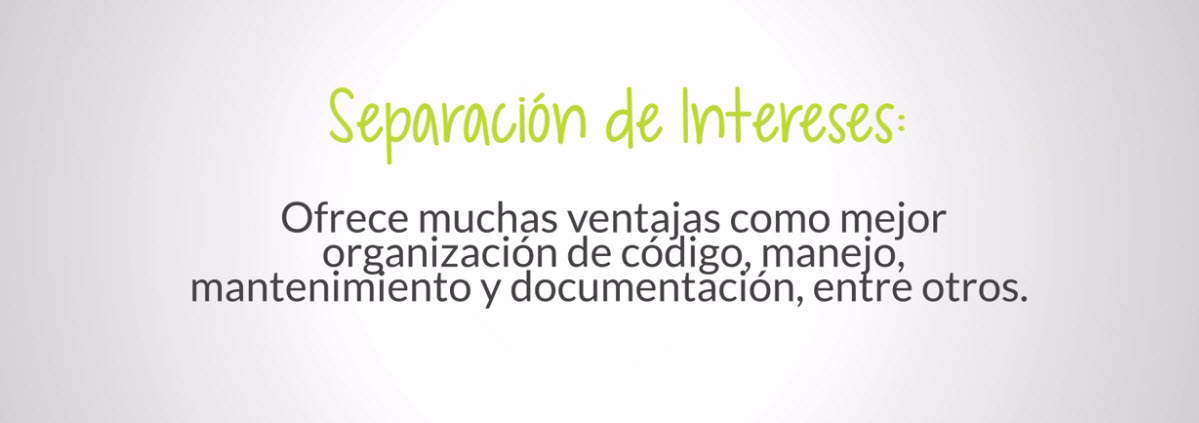 Separación de Intereses:
Ofrece muchas ventajas como mejor
organización de código, manejo,
mantenimiento y documentación, entre otros.